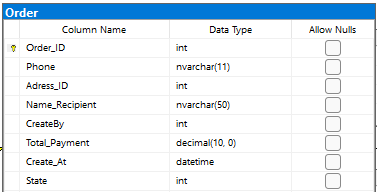 Order
Column Name Data Type Allow Nulls
Order_ID int
Phone nvarchar(11)
Adress_ID int
Name_Recipient nvarchar(50)
CreateBy int
Total_Payment decimal(10, 0)
Create_At datetime
State int